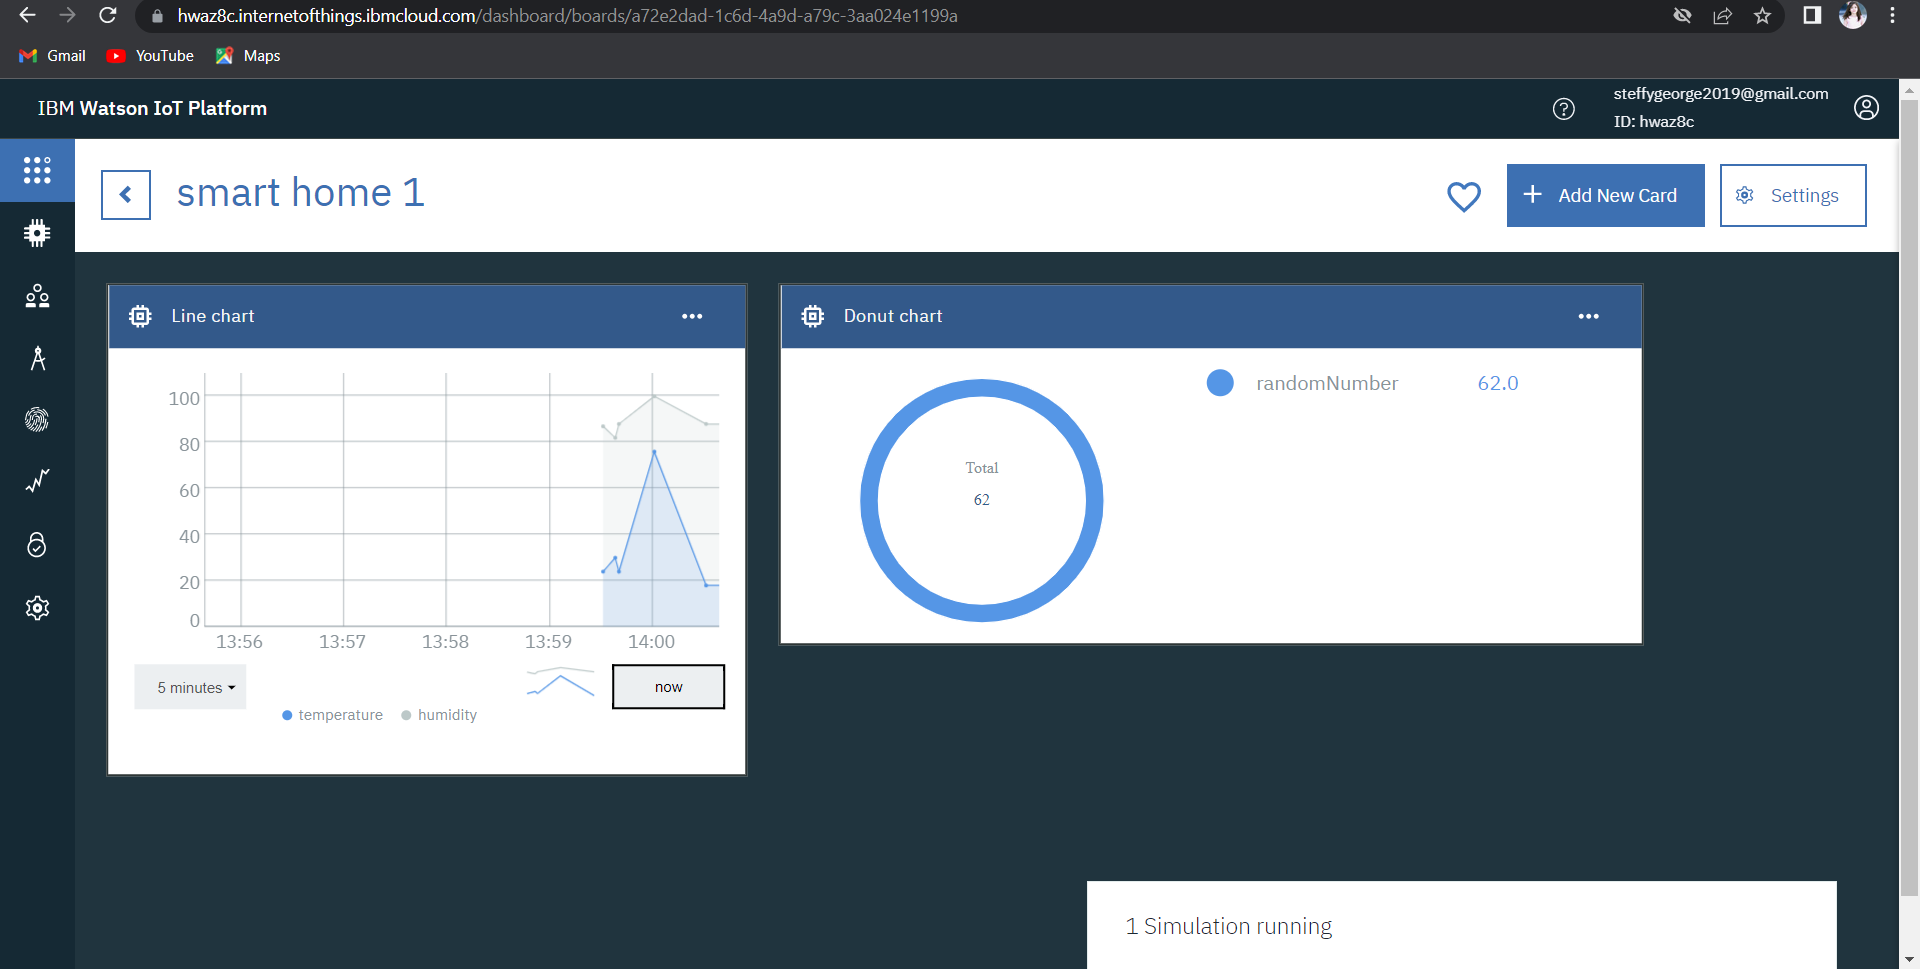 hwaz8c.internetofthings.ibmcloud.com/dashboard/boards/a72e2dad-1c6d-4a9d-a79c-3aa024e1199a
Gmail YouTube Maps
IBM Watson IoT Platform
steffygeorge2019@gmail.com
ID: hwaz8c
smart home 1
Add New Card
Settings
Line chart
100
80
60
40
20
0
13:56 13:57 13:58 13:59 14:00
5 minutes
now
temperature humidity
Donut chart
Total
62
randomNumber 62.0
1 Simulation running